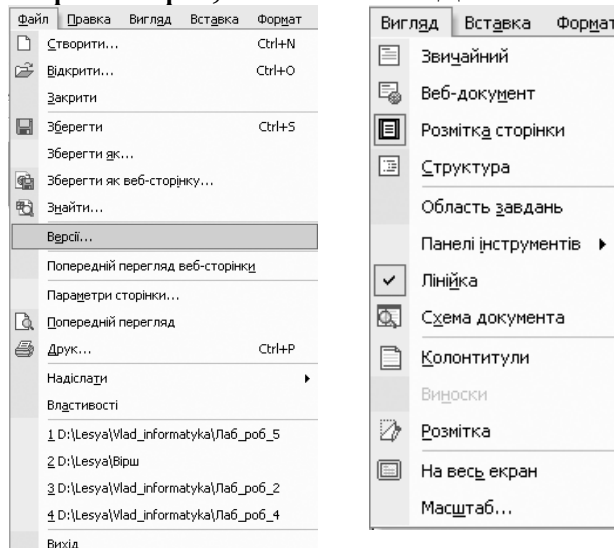 Файл Правка Вигляд Вставка Формат
Створити... Ctrl+N
Відкрити... Ctrl+O
Закрити
Зберегти Ctrl+S
Зберегти як...
Зберегти як веб-сторінку...
Знайти...
Версії...
Попередній перегляд веб-сторінки
Параметри сторінки...
Попередній перегляд
Друк... Ctrl+P
Надіслати
Властивості
1 D:\Lesya\Vlad_informatyka\Лаб_роб_5
2 D:\Lesya\Вірш
3 D:\Lesya\Vlad_informatyka\Лаб_роб_2
4 D:\Lesya\Vlad_informatyka\Лаб_роб_4
Вихід
Вигляд Вставка Формат
Звичайний
Веб-документ
Розмітка сторінки
Структура
Область завдань
Панелі інструментів
Лінійка
Схема документа
Колонтитули
Виноски
Розмітка
На весь екран
Масштаб...